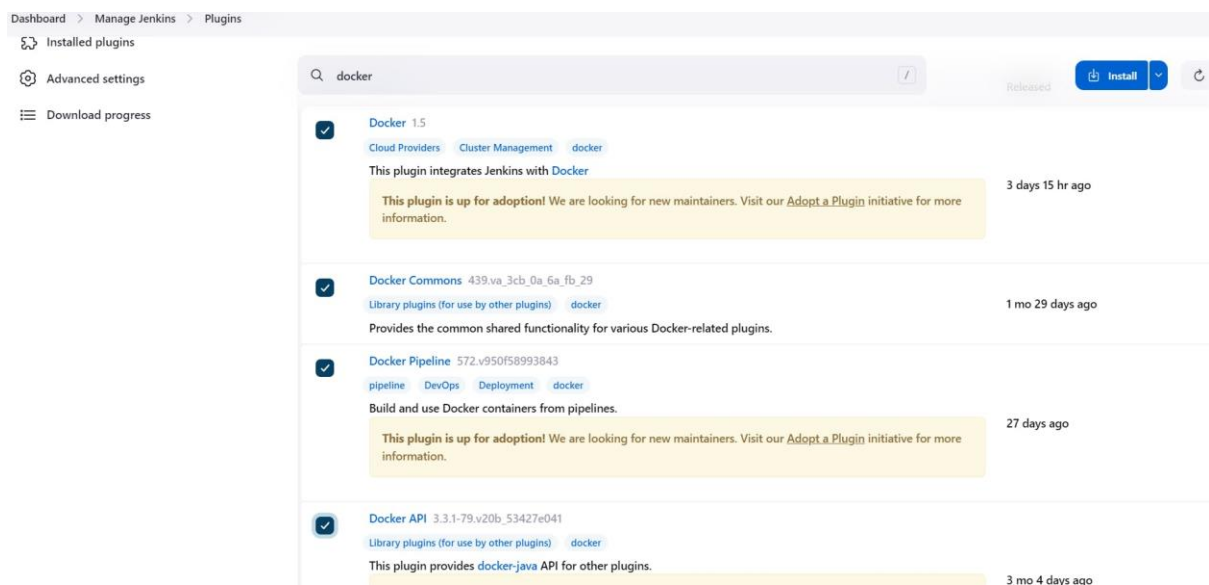 Dashboard > Manage Jenkins > Plugins
Installed plugins
Advanced settings
Download progress
docker
/
Released
Install
Docker 1.5
Cloud Providers Cluster Management docker
This plugin integrates Jenkins with Docker
This plugin is up for adoption! We are looking for new maintainers. Visit our Adopt a Plugin initiative for more
information.
3 days 15 hr ago
Docker Commons 439.va_3cb_0a_6a_fb_29
Library plugins (for use by other plugins) docker
Provides the common shared functionality for various Docker-related plugins.
1 mo 29 days ago
Docker Pipeline 572.v950f58993843
pipeline DevOps Deployment docker
Build and use Docker containers from pipelines.
This plugin is up for adoption! We are looking for new maintainers. Visit our Adopt a Plugin initiative for more
information.
27 days ago
Docker API 3.3.1-79.v20b_53427e041
Library plugins (for use by other plugins) docker
This plugin provides docker-java API for other plugins.
3 mo 4 days ago